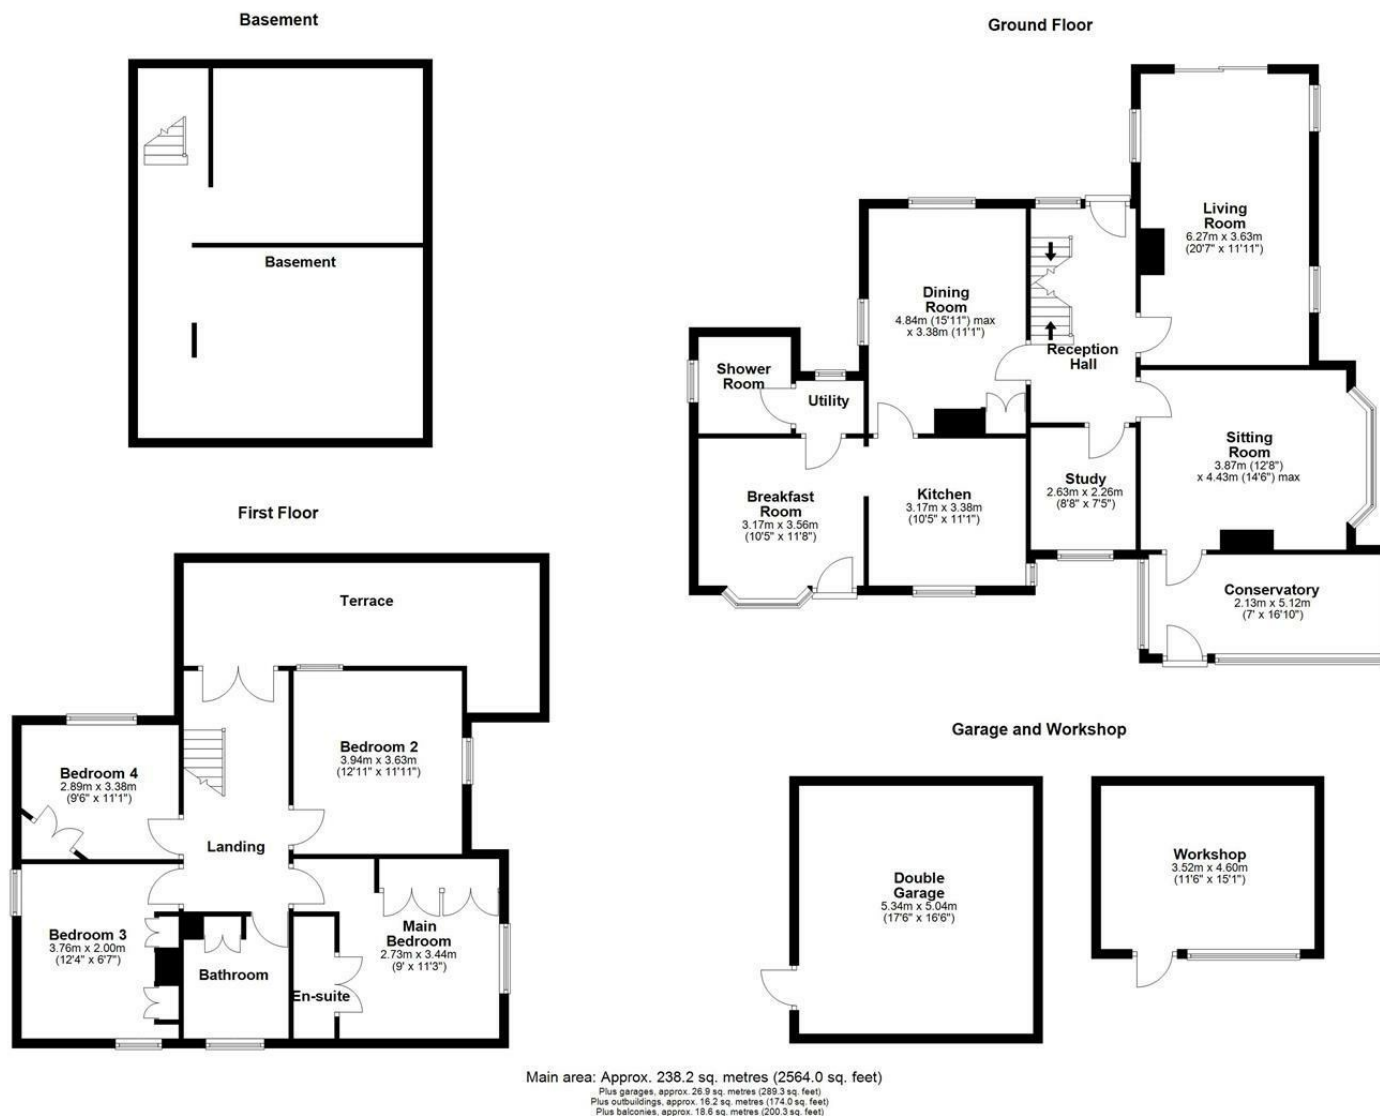 Basement
Basement
Ground Floor
Living
Room
6.27m x 3.63m
(20'7" x 11'11")
Dining
Room
4.84m (15'11") max
x 3.38m (11'1")
Reception
Hall
Shower
Room
Utility
Sitting
Room
3.87m (12'8")
x 4.43m (14'6") max
Study
2.63m x 2.26m
(8'8" x 7'5")
Breakfast
Room
3.17m x 3.56m
(10'5" x 11'8")
Kitchen
3.17m x 3.38m
(10'5" x 11'1")
Conservatory
2.13m x 5.12m
(7' x 16'10")
First Floor
Terrace
Bedroom 2
3.94m x 3.63m
(12'11" x 11'11")
Bedroom 4
2.89m x 3.38m
(9'6" x 11'1")
Landing
Bedroom 3
3.76m x 2.00m
(12'4" x 6'7")
Main
Bedroom
2.73m x 3.44m
(9' x 11'3")
Bathroom
En-suite
Garage and Workshop
Double
Garage
5.34m x 5.04m
(17'6" x 16'6")
Workshop
3.52m x 4.60m
(11'6" x 15'1")
Main area: Approx. 238.2 sq. metres (2564.0 sq. feet)
Plus garages, approx. 26.9 sq. metres (289.3 sq. feet)
Plus outbuildings, approx. 16.2 sq. metres (174.0 sq. feet)
Plus balconies, approx. 18.6 sq. metres (200.3 sq. feet)